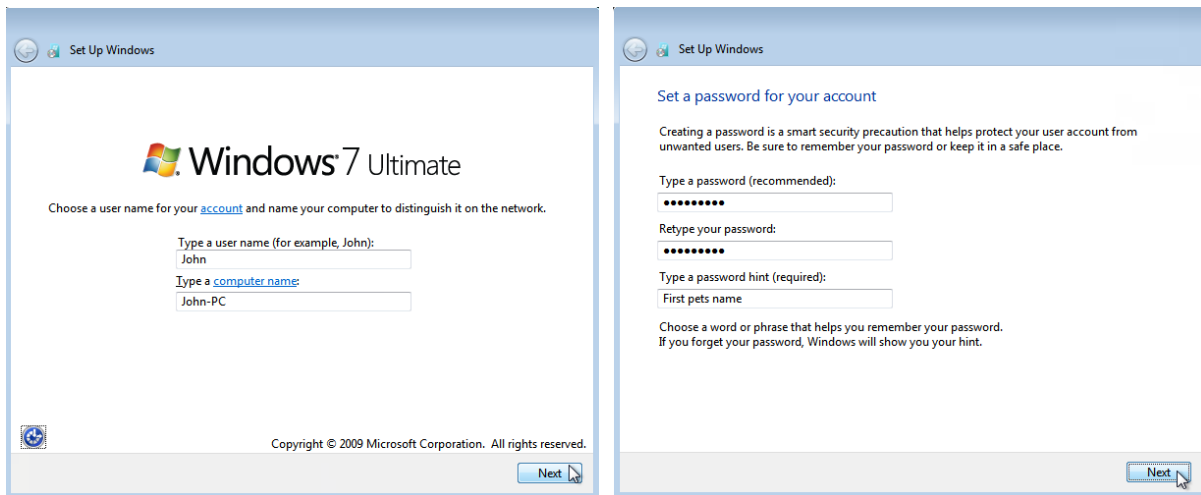 Set Up Windows
Windows 7 Ultimate
Choose a user name for your account and name your computer to distinguish it on the network.
Type a user name (for example, John):
John
Type a computer name:
John-PC
Copyright © 2009 Microsoft Corporation. All rights reserved.
Next
Set Up Windows
Set a password for your account
Creating a password is a smart security precaution that helps protect your user account from
unwanted users. Be sure to remember your password or keep it in a safe place.
Type a password (recommended):
●●●●●●●●●
Retype your password:
●●●●●●●●●
Type a password hint (required):
First pets name
Choose a word or phrase that helps you remember your password.
If you forget your password, Windows will show you your hint.
Next